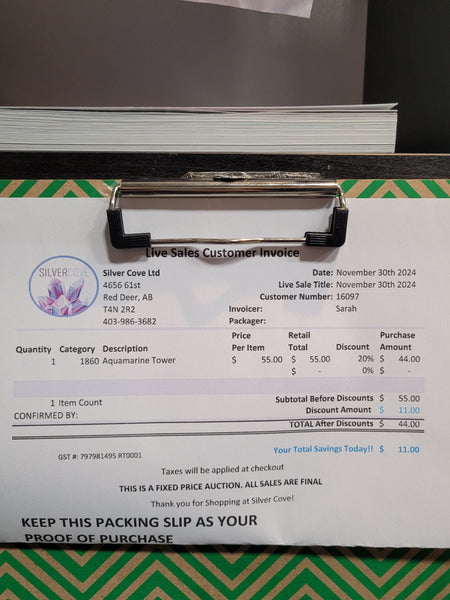 Live Sales Customer Invoice
SILVERCOVE
Silver Cove Ltd
4656 61st
Red Deer, AB
T4N 2R2
403-986-3682
Date: November 30th 2024
Live Sale Title: November 30th 2024
Customer Number: 16097
Invoicer: Sarah
Packager:
Quantity Category Description Price Per Item Retail Total Discount Purchase Amount
1 1860 Aquamarine Tower $ 55.00 $ 55.00 20% $ 44.00
$ - 0% $ -
1 Item Count
Subtotal Before Discounts $ 55.00
CONFIRMED BY:
Discount Amount $ 11.00
TOTAL After Discounts $ 44.00
GST #: 797981495 RT0001
Your Total Savings Today!! $ 11.00
Taxes will be applied at checkout
THIS IS A FIXED PRICE AUCTION. ALL SALES ARE FINAL
Thank you for Shopping at Silver Cove!
KEEP THIS PACKING SLIP AS YOUR
PROOF OF PURCHASE